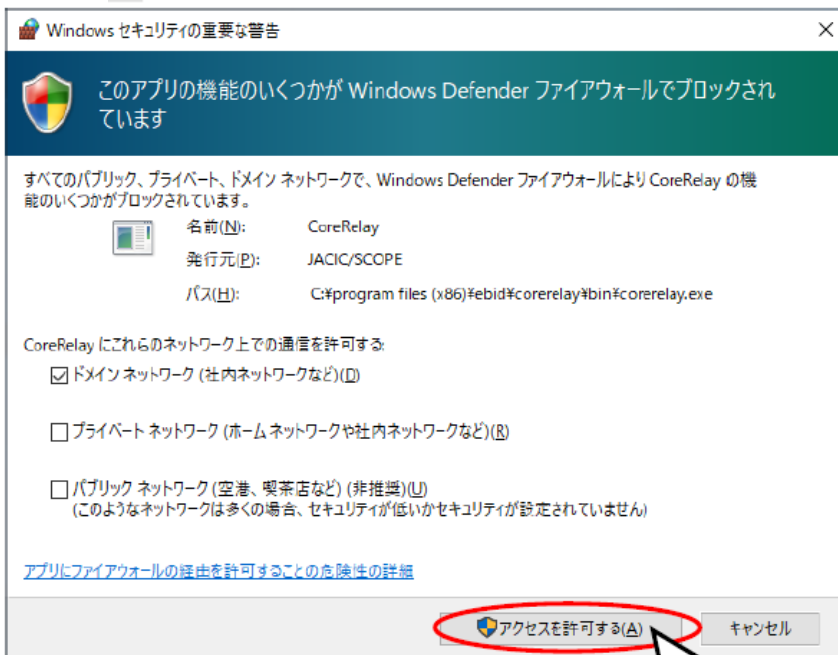 Windows セキュリティの重要な警告
このアプリの機能のいくつかが Windows Defender ファイアウォールでブロックされ
ています
すべてのパブリック、プライベート、ドメイン ネットワークで、Windows Defender ファイアウォールにより CoreRelay の機
能のいくつかがブロックされています。
名前(N): CoreRelay
発行元(P): JACIC/SCOPE
パス(H): C:¥program files (x86)¥ebid¥corerelay¥bin¥corerelay.exe
CoreRelay にこれらのネットワーク上での通信を許可する:
ドメイン ネットワーク (社内ネットワークなど)(D)
プライベート ネットワーク (ホーム ネットワークや社内ネットワークなど)(R)
パブリック ネットワーク (空港、喫茶店など) (非推奨)(U)
(このようなネットワークは多くの場合、セキュリティが低いかセキュリティが設定されていません)
アプリにファイアウォールの経由を許可することの危険性の詳細
アクセスを許可する(A) キャンセル